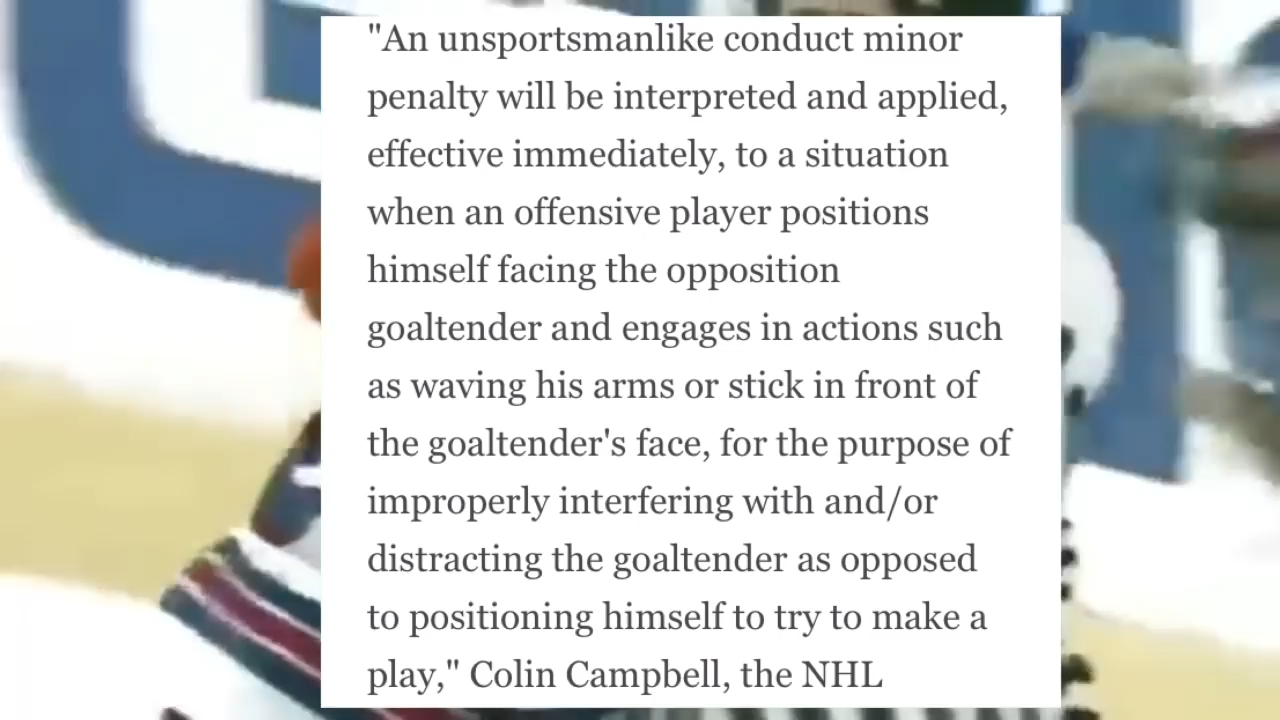 "An unsportsmanlike conduct minor
penalty will be interpreted and applied,
effective immediately, to a situation
when an offensive player positions
himself facing the opposition
goaltender and engages in actions such
as waving his arms or stick in front of
the goaltender's face, for the purpose of
improperly interfering with and/or
distracting the goaltender as opposed
to positioning himself to try to make a
play," Colin Campbell, the NHL